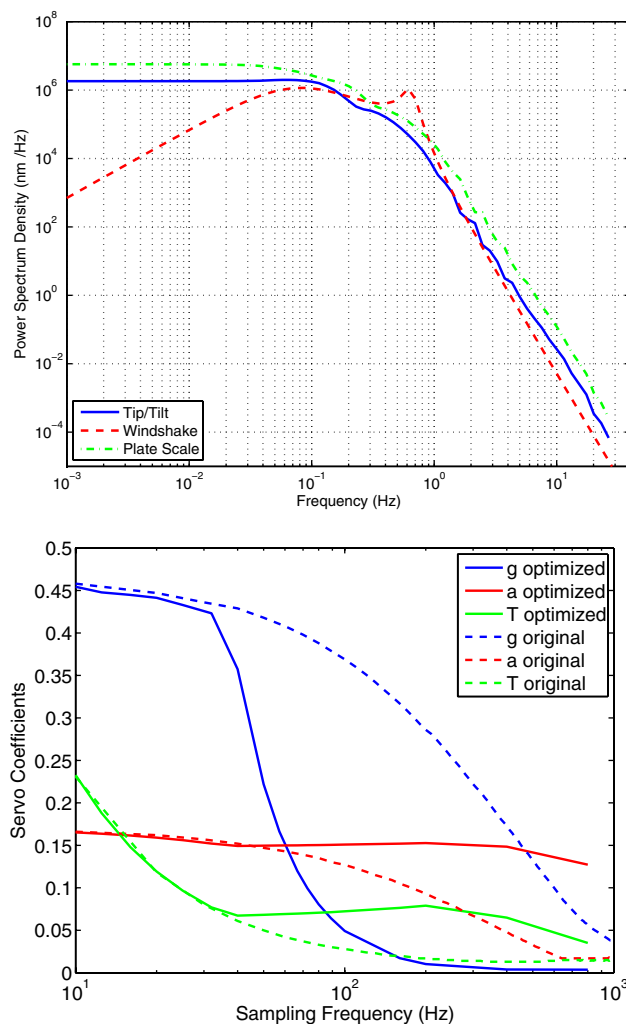 Power Spectrum Density (nm /Hz)
10^6
10^4
10^2
10^0
10^-2
10^-4
Tip/Tilt
Windshake
Plate Scale
10^-3
10^-2
10^-1
10^0
10^1
Frequency (Hz)
Servo Coefficients
0.5
0.45
0.4
0.35
0.3
0.25
0.2
0.15
0.1
0.05
0
g optimized
a optimized
T optimized
g original
a original
T original
10^1
10^2
10^3
Sampling Frequency (Hz)